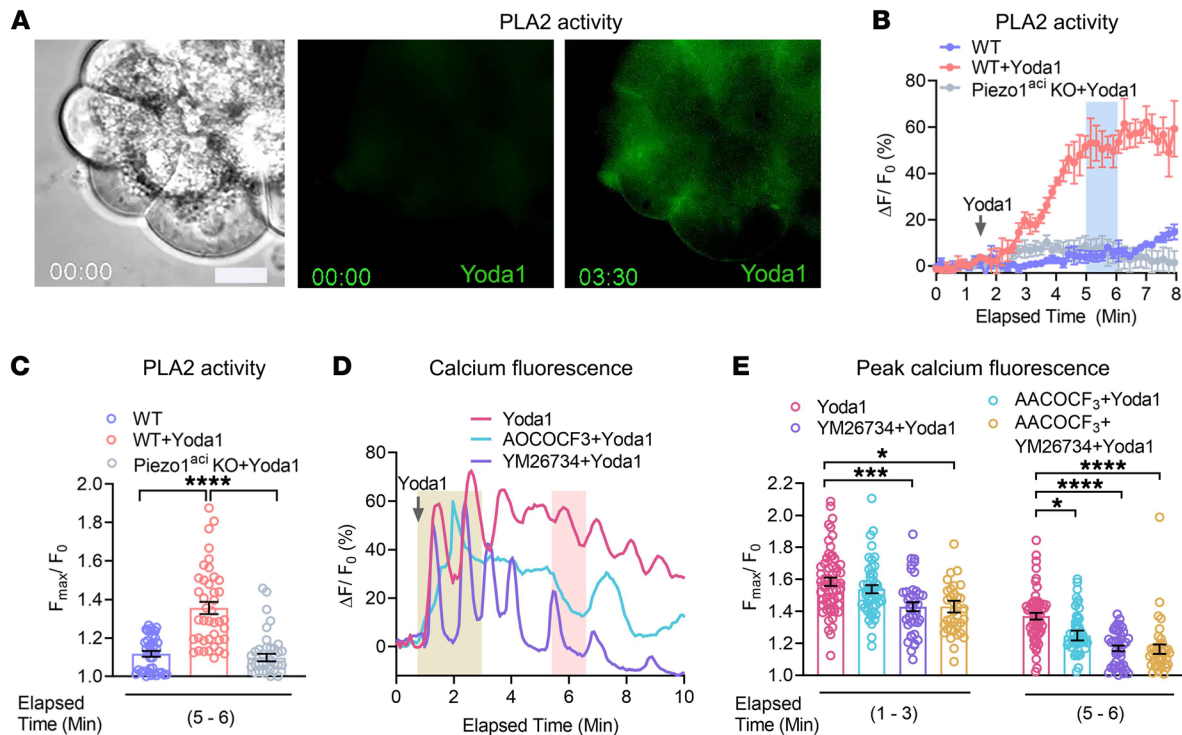 A
PLA2 activity
00:00
00:00
Yoda1
03:30
Yoda1
B
PLA2 activity
WT
WT+Yoda1
Piezo1aci KO+Yoda1
80
60
40
20
0
ΔF/ F0 (%)
Yoda1
0 1 2 3 4 5 6 7 8
Elapsed Time (Min)
C
PLA2 activity
WT
WT+Yoda1
Piezo1aci KO+Yoda1
****
2.0
1.8
1.6
1.4
1.2
1.0
Fmax/ F0
Elapsed
Time (Min)
(5 - 6)
D
Calcium fluorescence
Yoda1
AOCOCF3+Yoda1
YM26734+Yoda1
Yoda1
80
60
40
20
0
ΔF/ F0 (%)
0 2 4 6 8 10
Elapsed Time (Min)
E
Peak calcium fluorescence
Yoda1
YM26734+Yoda1
AACOCF3+Yoda1
AACOCF3+
YM26734+Yoda1
*
***
****
****
*
2.2
2.0
1.8
1.6
1.4
1.2
1.0
Fmax/ F0
Elapsed
Time (Min)
(1 - 3)
(5 - 6)